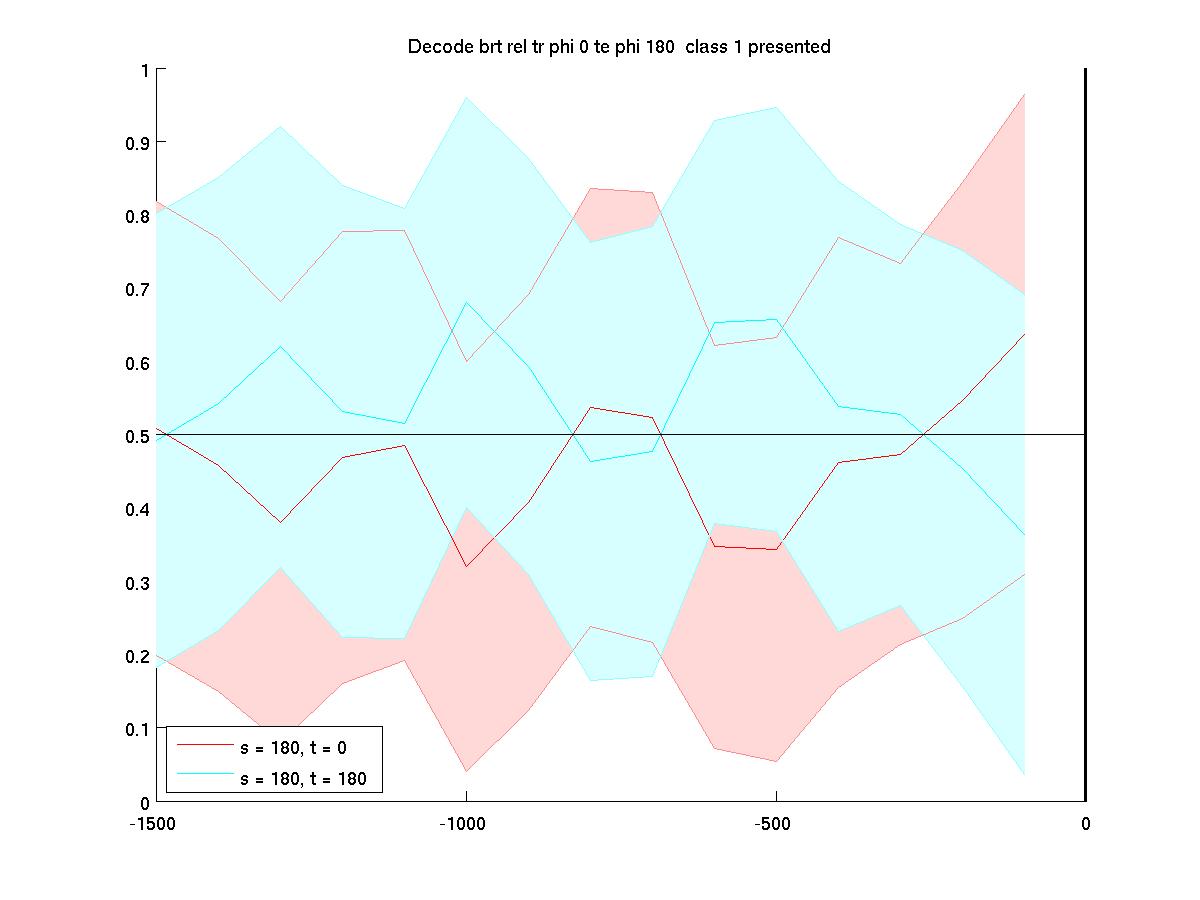 Decode brt rel tr phi 0 te phi 180 class 1 presented
1
0.9
0.8
0.7
0.6
0.5
0.4
0.3
0.2
0.1
0
s = 180, t = 0
s = 180, t = 180
-1500 -1000 -500 0